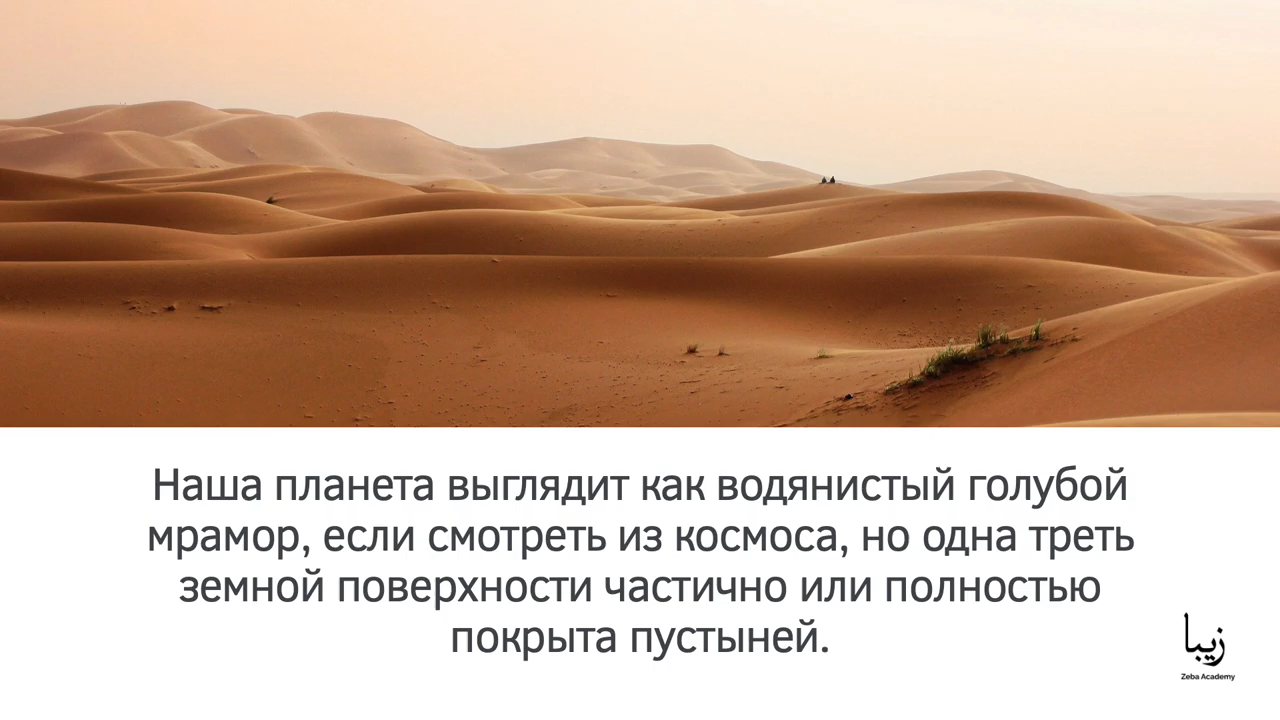 Наша планета выглядит как водянистый голубой
мрамор, если смотреть из космоса, но одна треть
земной поверхности частично или полностью
покрыта пустыней.
زیبا
Zeba Academy